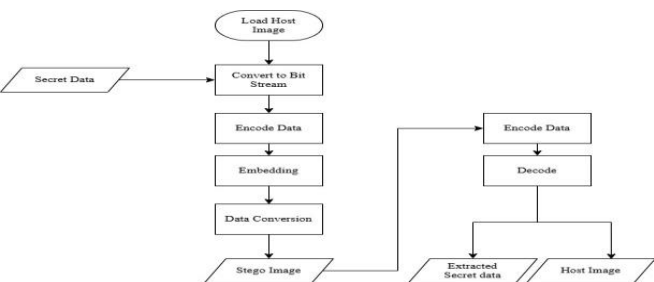 Load Host
Image
Secret Data
Convert to Bit
Stream
Encode Data
Encode Data
Embedding
Decode
Data Conversion
Stego Image
Extracted
Secret data
Host Image